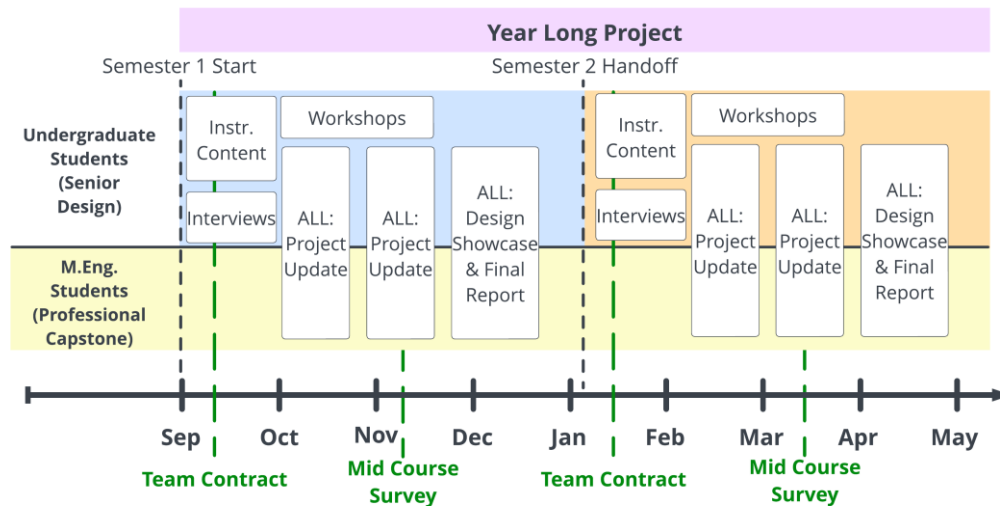 Year Long Project
Semester 1 Start
Semester 2 Handoff
Undergraduate
Students
(Senior
Design)
Instr.
Content
Workshops
Interviews
ALL:
Project
Update
ALL:
Project
Update
ALL:
Design
Showcase
& Final
Report
Instr.
Content
Workshops
Interviews
ALL:
Project
Update
ALL:
Project
Update
ALL:
Design
Showcase
& Final
Report
M.Eng.
Students
(Professional
Capstone)
Sep
Oct
Nov
Dec
Jan
Feb
Mar
Apr
May
Team Contract
Mid Course
Survey
Team Contract
Mid Course
Survey